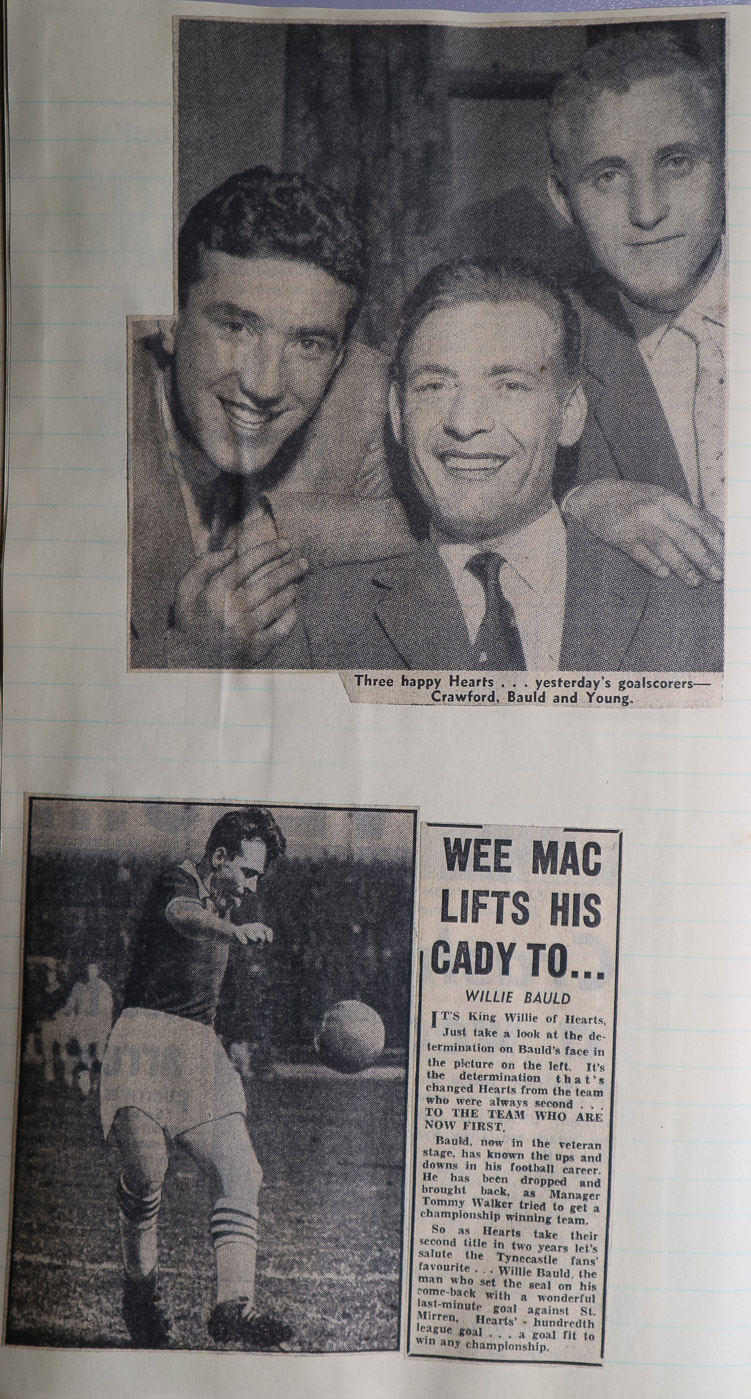 Three happy Hearts . . . yesterday's goalscorers—
Crawford, Bauld and Young.
WEE MAC
LIFTS HIS
CADY TO...
WILLIE BAULD
IT'S King Willie of Hearts,
Just take a look at the de-
termination on Bauld's face in
the picture on the left. It's
the determination that's
changed Hearts from the team
who were always second . . .
TO THE TEAM WHO ARE
NOW FIRST.
Bauld, now in the veteran
stage, has known the ups and
downs in his football career.
He has been dropped and
brought back, as Manager
Tommy Walker tried to get a
championship winning team.
So as Hearts take their
second title in two years let's
salute the Tynecastle fans'
favourite . . . Willie Bauld, the
man who set the seal on his
come-back with a wonderful
last-minute goal against St.
Mirren, Hearts' hundredth
league goal . . . a goal fit to
win any championship.